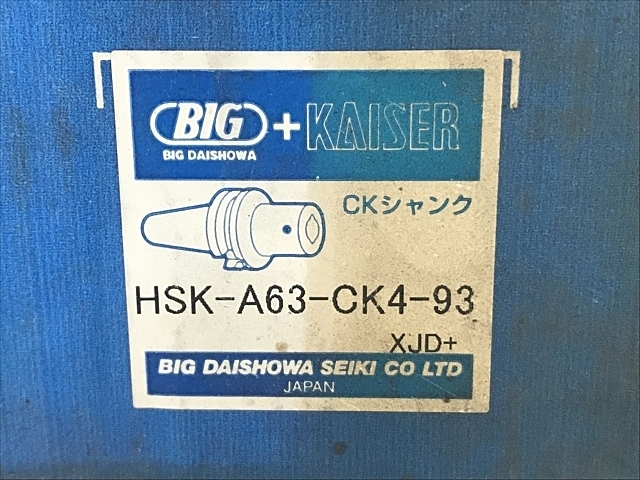 BIG+KAISER
BIG DAISHOWA
CKシャンク
HSK-A63-CK4-93
XJD+
BIG DAISHOWA SEIKI CO LTD
JAPAN